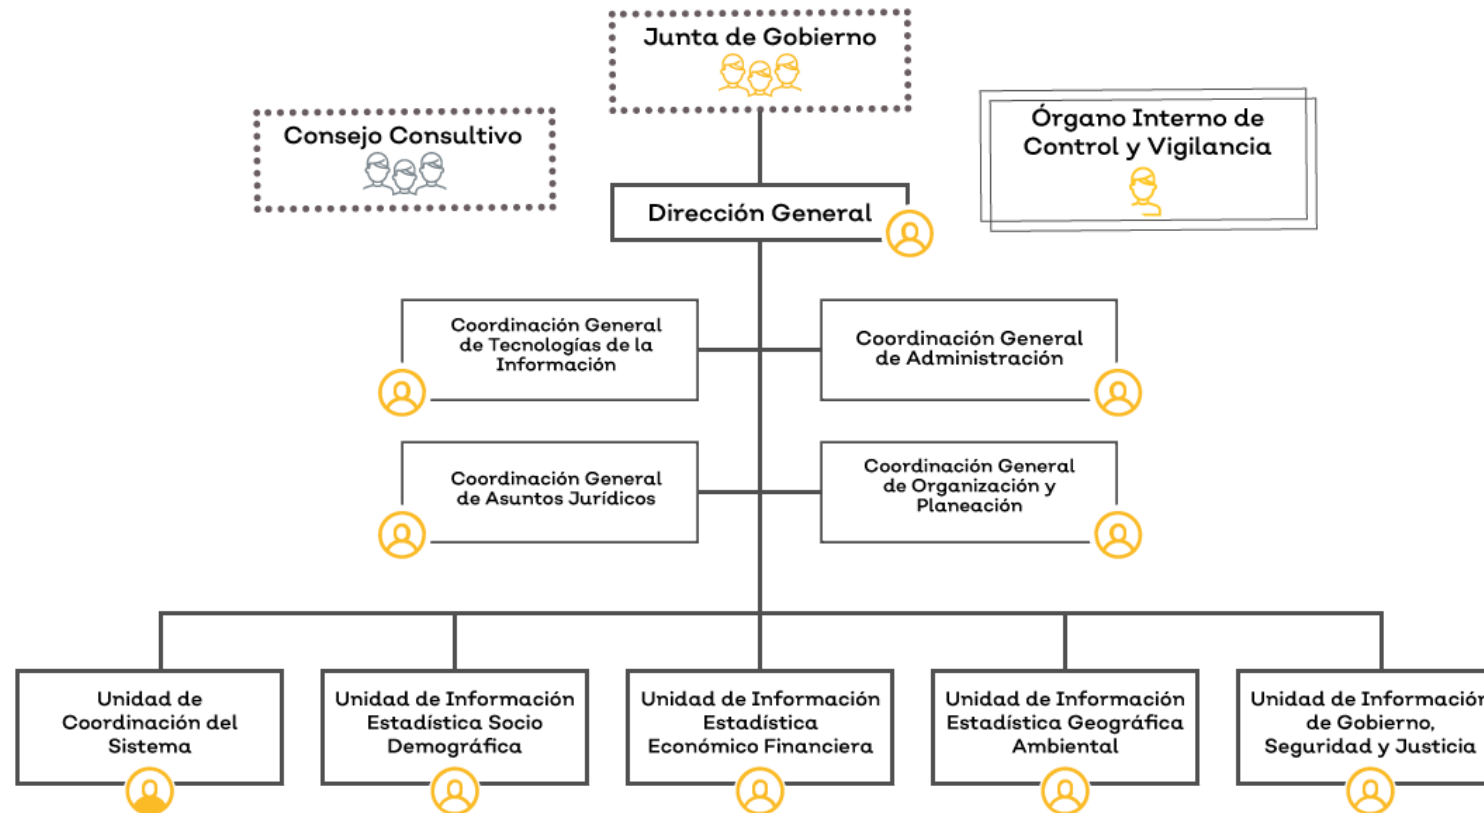 Junta de Gobierno
Consejo Consultivo
Órgano Interno de
Control y Vigilancia
Dirección General
Coordinación General
de Tecnologías de la
Información
Coordinación General
de Administración
Coordinación General
de Asuntos Jurídicos
Coordinación General
de Organización y
Planeación
Unidad de
Coordinación del
Sistema
Unidad de Información
Estadística Socio
Demográfica
Unidad de Información
Estadística
Económico Financiera
Unidad de Información
Estadística Geográfica
Ambiental
Unidad de Información
de Gobierno,
Seguridad y Justicia